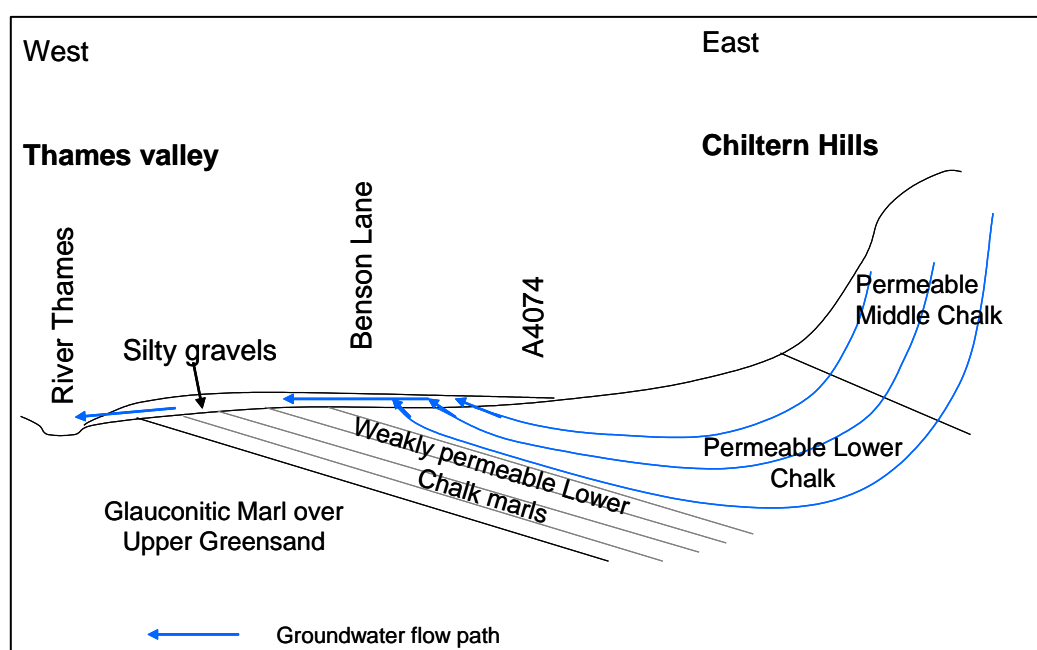 West
East
Thames valley
Chiltern Hills
River Thames
Silty gravels
Benson Lane
A4074
Permeable
Middle Chalk
Permeable Lower
Chalk
Weakly permeable Lower
Chalk marls
Glauconitic Marl over
Upper Greensand
Groundwater flow path